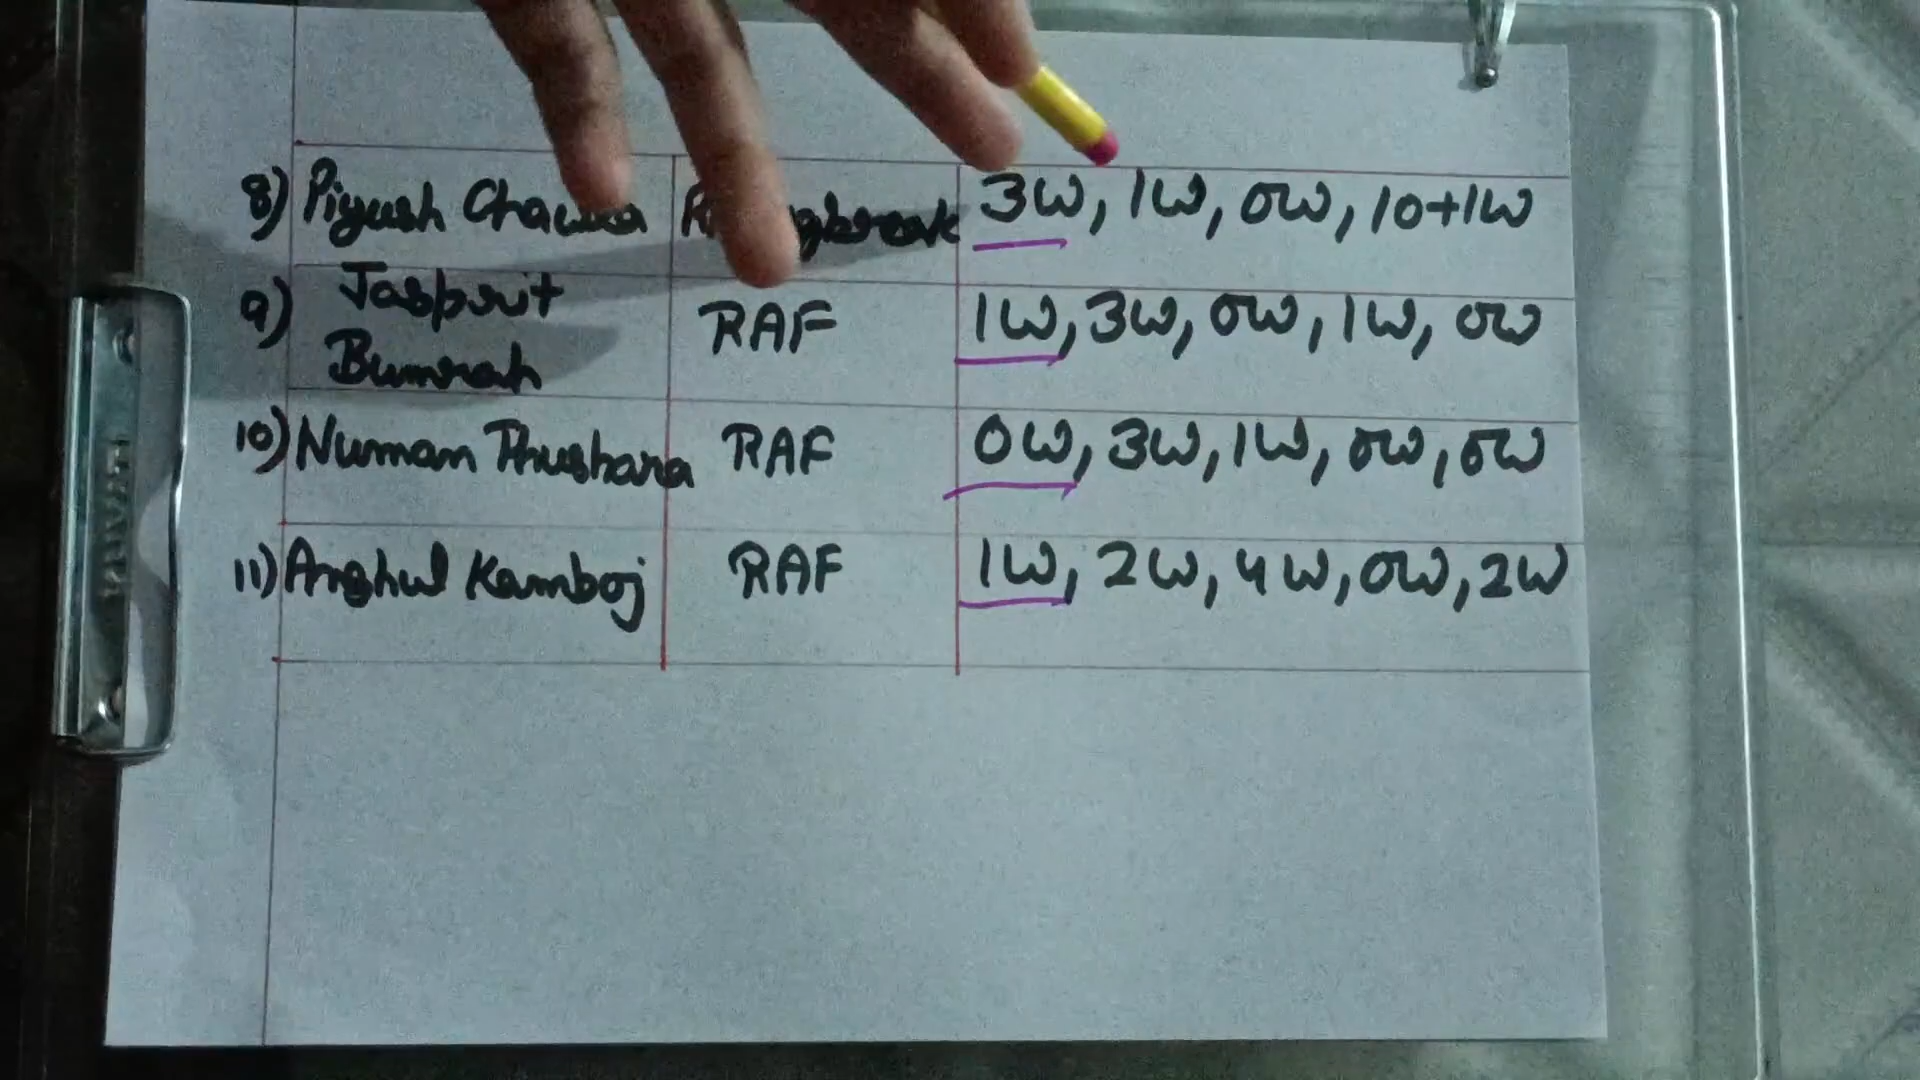 8) Piyush Chawla 3W, 1W, 0W, 10+1W
9) Jasprit Bumrah RAF 1W, 3W, 0W, 1W, 0W
10) Numan Thushara RAF 0W, 3W, 1W, 0W, 0W
11) Anshul Kamboj RAF 1W, 2W, 4W, 0W, 2W